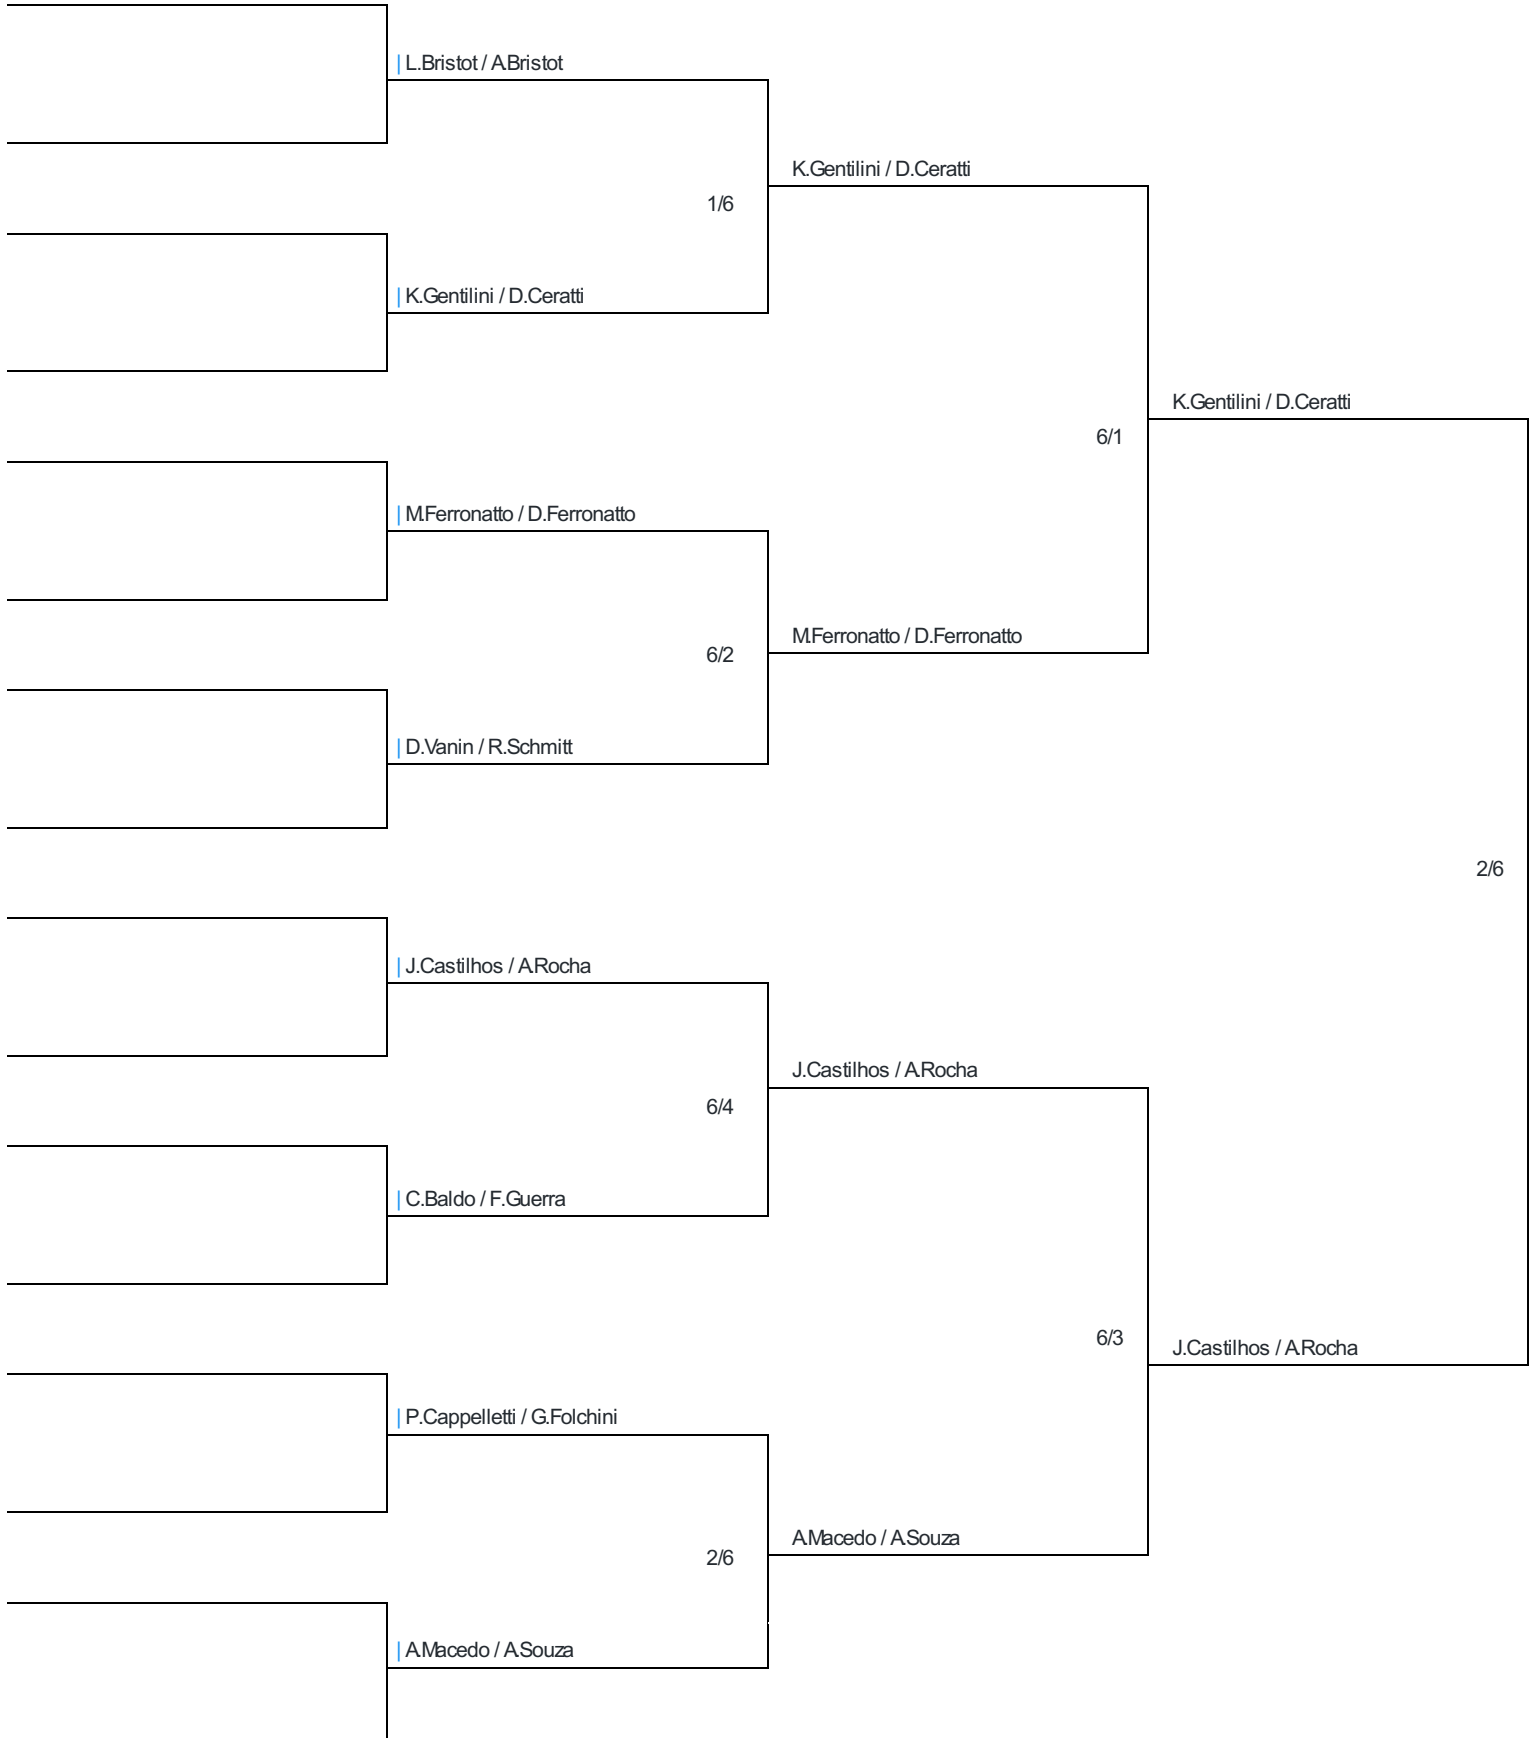 L.Bristot / A.Bristot
K.Gentilini / D.Ceratti
1/6
K.Gentilini / D.Ceratti
K.Gentilini / D.Ceratti
6/1
M.Ferronatto / D.Ferronatto
M.Ferronatto / D.Ferronatto
6/2
D.Vanin / R.Schmitt
2/6
J.Castilhos / A.Rocha
J.Castilhos / A.Rocha
6/4
C.Baldo / F.Guerra
6/3
J.Castilhos / A.Rocha
P.Cappelletti / G.Folchini
A.Macedo / A.Souza
2/6
A.Macedo / A.Souza